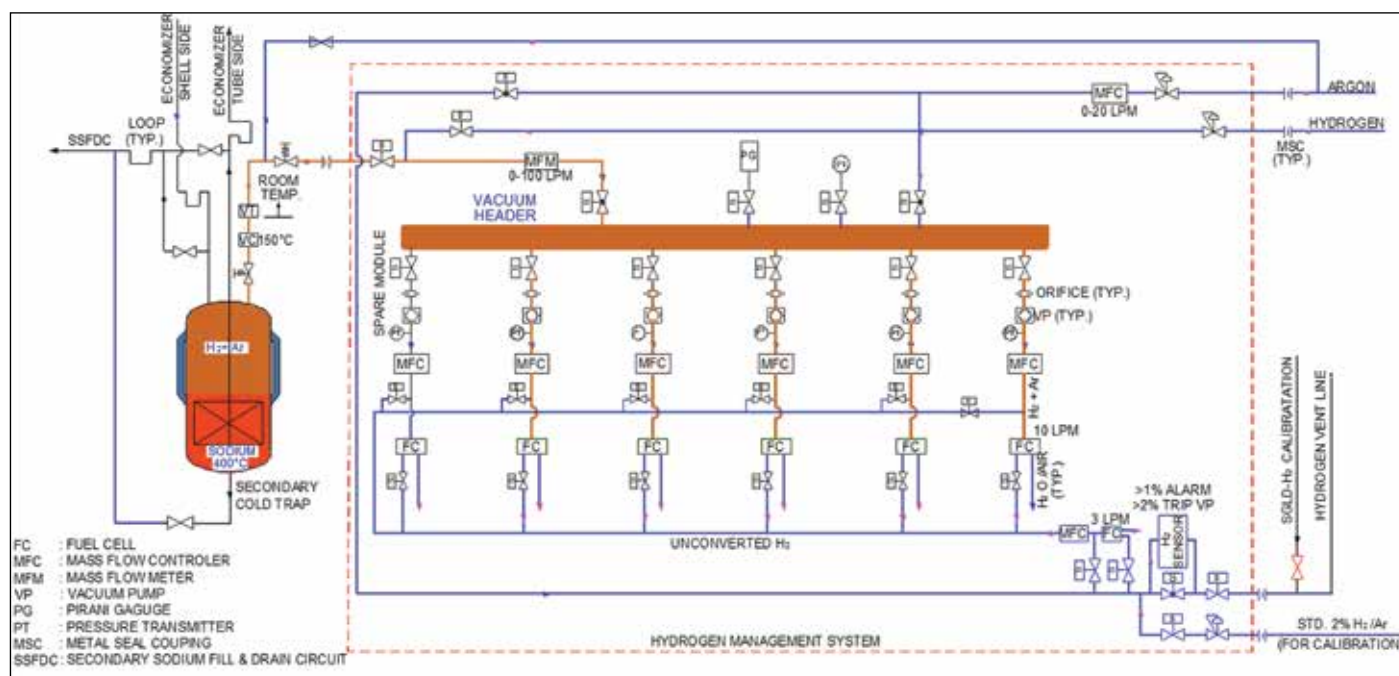 ECONOMIZER
SHELL SIDE
ECONOMIZER
TUBE SIDE
SSFDC
LOOP
(TYP.)
ROOM
TEMP.
VT
VC
150°C
H₂+ Ar
SODIUM
400°C
SECONDARY
COLD TRAP
MFC
0-20 LPM
ARGON
HYDROGEN
MSC
(TYP.)
MFM
0-100 LPM
PG
VACUUM
HEADER
SPARE MODULE
ORIFICE (TYP.)
VP (TYP.)
MFC
MFC
MFC
MFC
MFC
MFC
H₂ + Ar
10 LPM
FC
FC
FC
FC
FC
FC
H₂O /AIR
(TYP.)
>1% ALARM
>2% TRIP VP
3 LPM
MFC
FC
H₂
SENSOR
SGLD-H₂ CALIBRATATION
HYDROGEN VENT LINE
UNCONVERTED H₂
HYDROGEN MANAGEMENT SYSTEM
STD. 2% H₂ /Ar
(FOR CALIBRATION)
FC : FUEL CELL
MFC : MASS FLOW CONTROLER
MFM : MASS FLOW METER
VP : VACUUM PUMP
PG : PIRANI GAGUGE
PT : PRESSURE TRANSMITTER
MSC : METAL SEAL COUPING
SSFDC : SECONDARY SODIUM FILL & DRAIN CIRCUIT